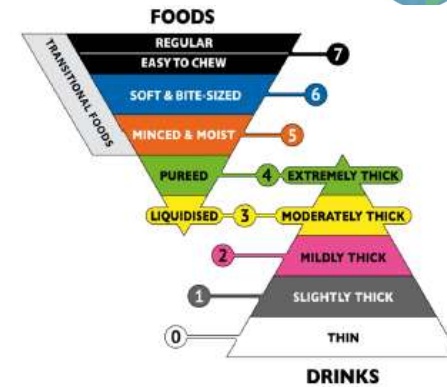 FOODS
TRANSITIONAL FOODS
REGULAR
7
EASY TO CHEW
SOFT & BITE-SIZED
6
MINCED & MOIST
5
PUREED
4
EXTREMELY THICK
LIQUIDISED
3
MODERATELY THICK
2
MILDLY THICK
1
SLIGHTLY THICK
0
THIN
DRINKS